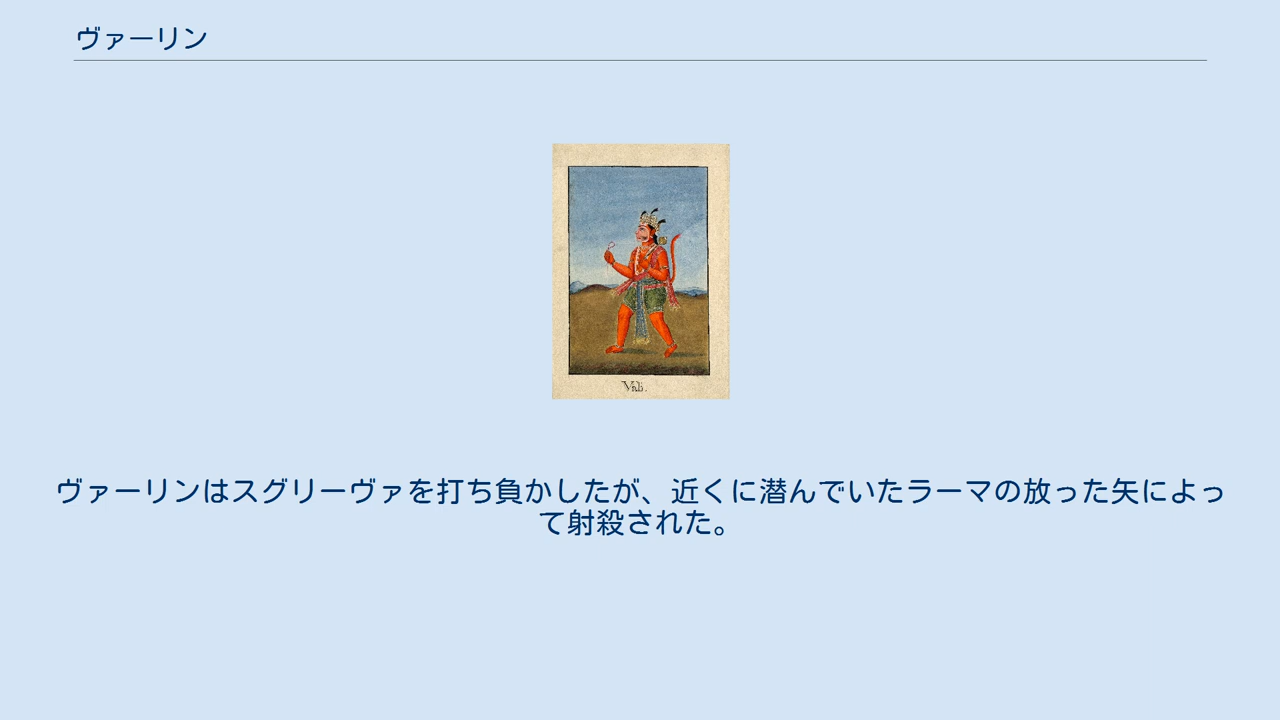 ヴァーリン
Vali.
ヴァーリンはスグリーヴァを打ち負かしたが、近くに潜んでいたラーマの放った矢によっ
て射殺された。